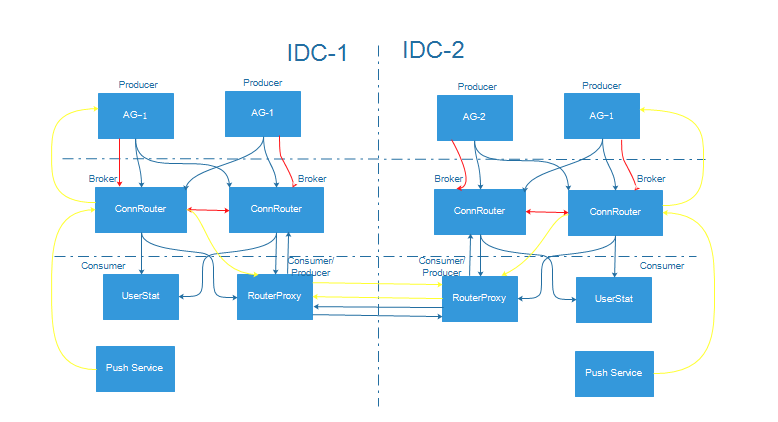 IDC-1
IDC-2
Producer
Producer
Producer
Producer
AG-1
AG-1
AG-2
AG-1
Broker
Broker
Broker
Broker
ConnRouter
ConnRouter
ConnRouter
ConnRouter
Consumer
Consumer/
Producer
Consumer/
Producer
Consumer
UserStat
RouterProxy
RouterProxy
UserStat
Push Service
Push Service